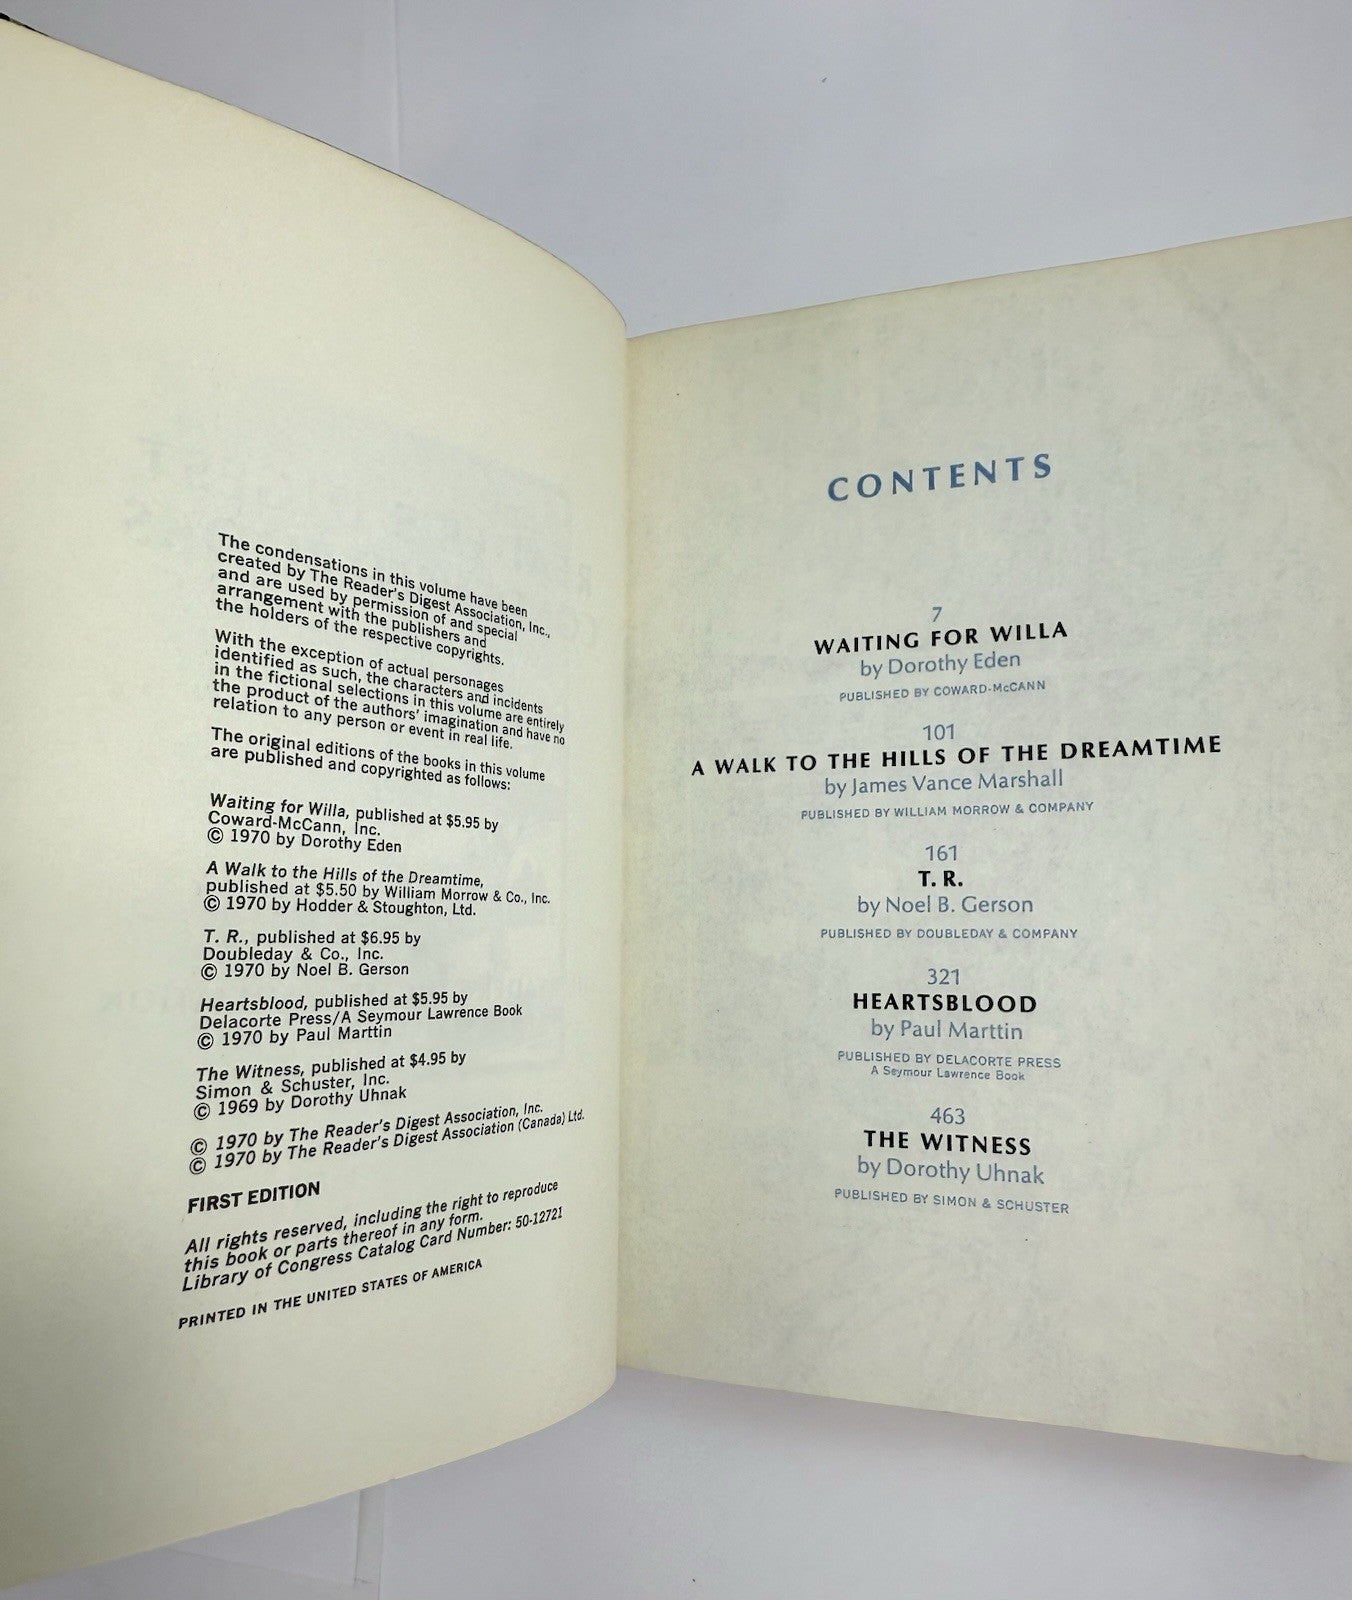 The condensations in this volume have been
created by The Reader's Digest Association, Inc.,
and are used by permission of and special
arrangement with the publishers and
the holders of the respective copyrights.
With the exception of actual personages
identified as such, the characters and incidents
in the fictional selections in this volume are entirely
the product of the authors' imagination and have no
relation to any person or event in real life.
The original editions of the books in this volume
are published and copyrighted as follows:
Waiting for Willa, published at $5.95 by
Coward-McCann, Inc.
© 1970 by Dorothy Eden
A Walk to the Hills of the Dreamtime,
published at $5.50 by William Morrow & Co., Inc.
© 1970 by Hodder & Stoughton, Ltd.
T. R., published at $6.95 by
Doubleday & Co., Inc.
© 1970 by Noel B. Gerson
Heartsblood, published at $5.95 by
Delacorte Press/A Seymour Lawrence Book
© 1970 by Paul Marttin
The Witness, published at $4.95 by
Simon & Schuster, Inc.
© 1969 by Dorothy Uhnak
© 1970 by The Reader's Digest Association, Inc.
© 1970 by The Reader's Digest Association (Canada) Ltd.
FIRST EDITION
All rights reserved, including the right to reproduce
this book or parts thereof in any form.
Library of Congress Catalog Card Number: 50-12721
PRINTED IN THE UNITED STATES OF AMERICA
CONTENTS
7
WAITING FOR WILLA
by Dorothy Eden
PUBLISHED BY COWARD-McCANN
101
A WALK TO THE HILLS OF THE DREAMTIME
by James Vance Marshall
PUBLISHED BY WILLIAM MORROW & COMPANY
161
T. R.
by Noel B. Gerson
PUBLISHED BY DOUBLEDAY & COMPANY
321
HEARTSBLOOD
by Paul Marttin
PUBLISHED BY DELACORTE PRESS
A Seymour Lawrence Book
463
THE WITNESS
by Dorothy Uhnak
PUBLISHED BY SIMON & SCHUSTER